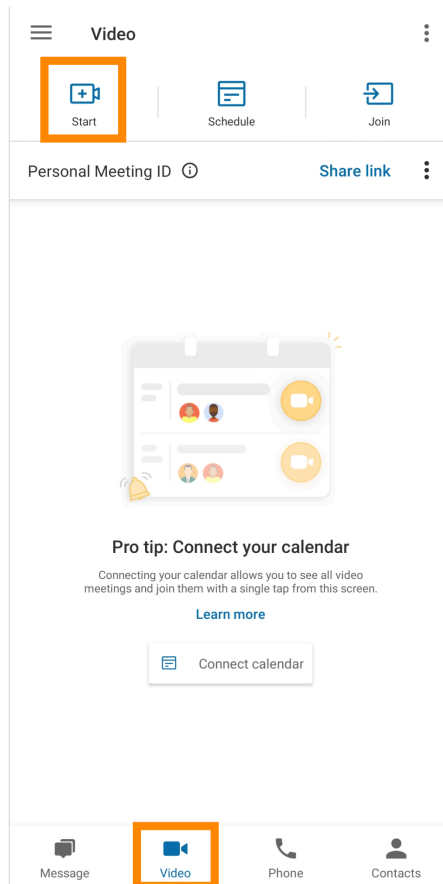 Video
Start
Schedule
Join
Personal Meeting ID
Share link
Pro tip: Connect your calendar
Connecting your calendar allows you to see all video
meetings and join them with a single tap from this screen.
Learn more
Connect calendar
Message
Video
Phone
Contacts